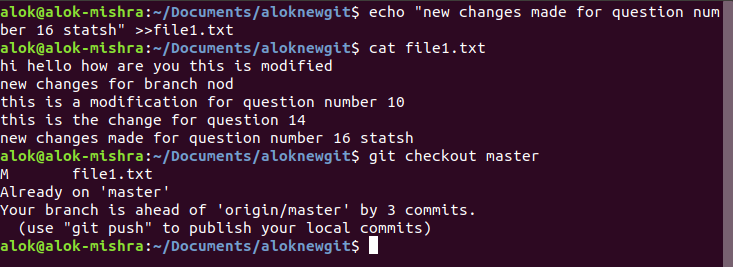 alok@alok-mishra:~/Documents/aloknewgit$ echo "new changes made for question num
ber 16 statsh" >>file1.txt
alok@alok-mishra:~/Documents/aloknewgit$ cat file1.txt
hi hello how are you this is modified
new changes for branch nod
this is a modification for question number 10
this is the change for question 14
new changes made for question number 16 statsh
alok@alok-mishra:~/Documents/aloknewgit$ git checkout master
M       file1.txt
Already on 'master'
Your branch is ahead of 'origin/master' by 3 commits.
  (use "git push" to publish your local commits)
alok@alok-mishra:~/Documents/aloknewgit$